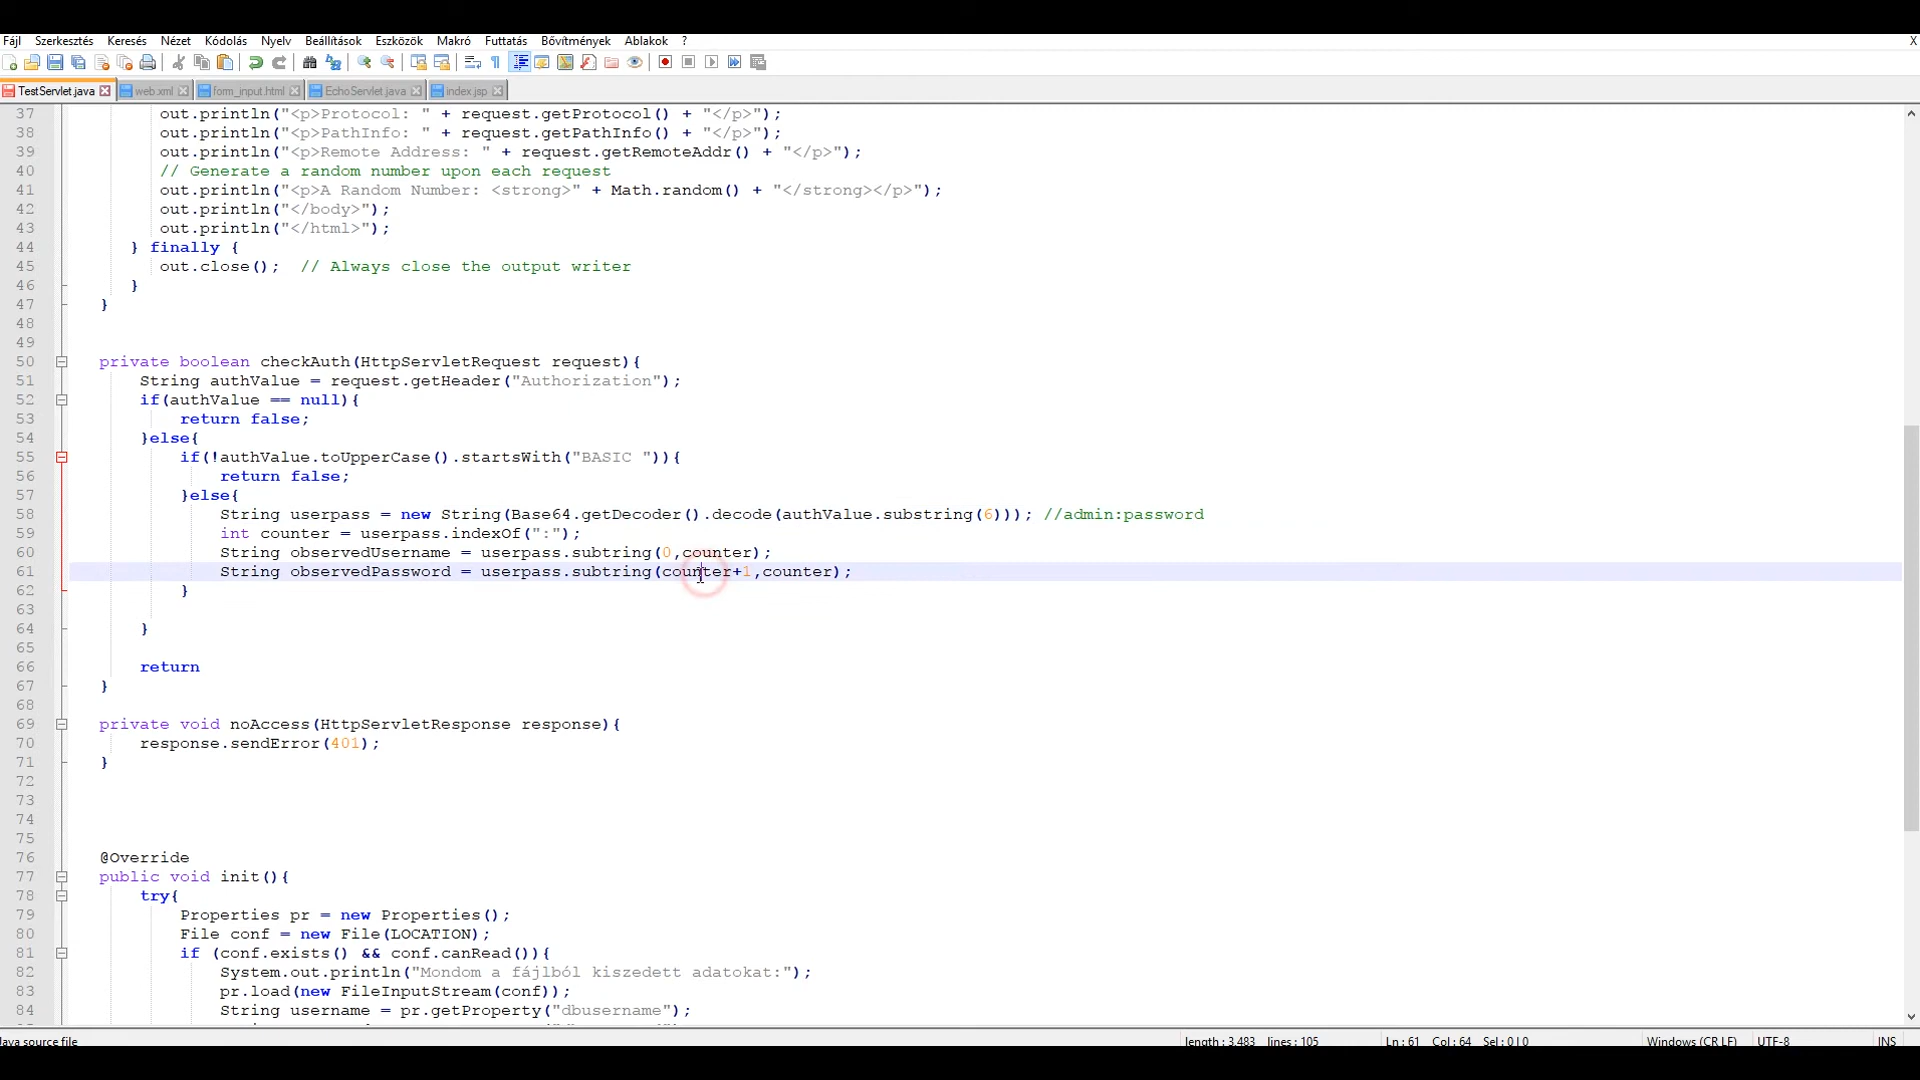 Fájl Szerkesztés Keresés Nézet Kódolás Nyelv Beállítások Eszközök Makró Futtatás Bővítmények Ablakok ? X
TestServlet.java web.xml form_input.html EchoServlet.java index.jsp
37 out.println("<p>Protocol: " + request.getProtocol() + "</p>");
38 out.println("<p>PathInfo: " + request.getPathInfo() + "</p>");
39 out.println("<p>Remote Address: " + request.getRemoteAddr() + "</p>");
40 // Generate a random number upon each request
41 out.println("<p>A Random Number: <strong>" + Math.random() + "</strong></p>");
42 out.println("</body>");
43 out.println("</html>");
44 } finally {
45 out.close(); // Always close the output writer
46 }
47 }
48
49
50 private boolean checkAuth(HttpServletRequest request){
51 String authValue = request.getHeader("Authorization");
52 if(authValue == null){
53 return false;
54 }else{
55 if(!authValue.toUpperCase().startsWith("BASIC ")){
56 return false;
57 }else{
58 String userpass = new String(Base64.getDecoder().decode(authValue.substring(6))); //admin:password
59 int counter = userpass.indexOf(":");
60 String observedUsername = userpass.subtring(0,counter);
61 String observedPassword = userpass.subtring(counter+1,counter);
62 }
63
64 }
65
66 return
67 }
68
69 private void noAccess(HttpServletResponse response){
70 response.sendError(401);
71 }
72
73
74
75
76 @Override
77 public void init(){
78 try{
79 Properties pr = new Properties();
80 File conf = new File(LOCATION);
81 if (conf.exists() && conf.canRead()){
82 System.out.println("Mondom a fájlból kiszedett adatokat:");
83 pr.load(new FileInputStream(conf));
84 String username = pr.getProperty("dbusername");
Java source file length : 3.483 lines : 105 Ln : 61 Col : 64 Sel : 0 | 0 Windows (CR LF) UTF-8 INS